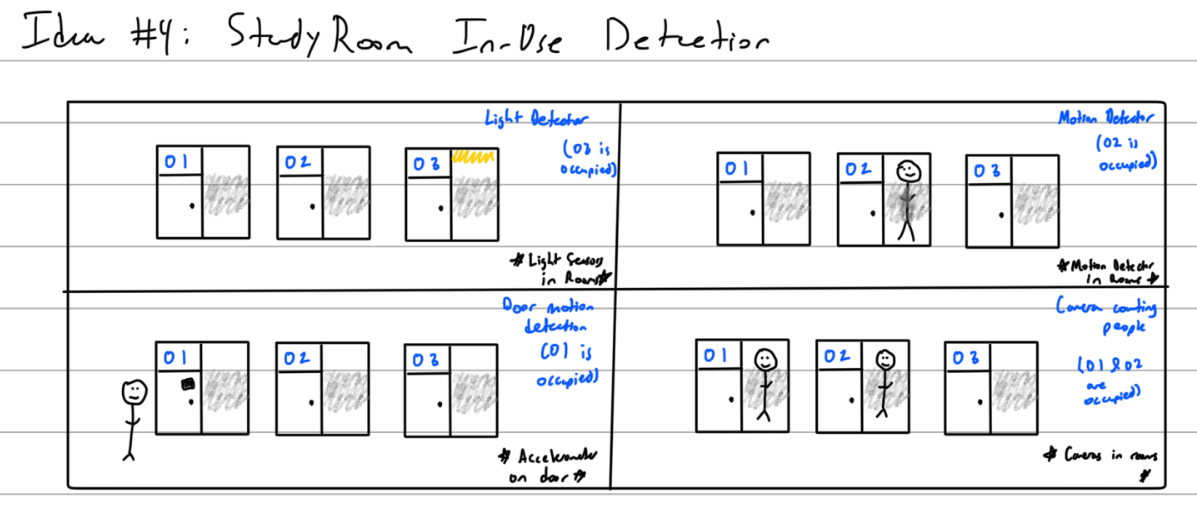 Idea #4: Study Room In-Use Detection
Light Detector
(03 is
occupied)
01 02 03
*Light Sensors
in Rooms*
Motion Detector
(02 is
occupied)
01 02 03
*Motion Detector
in Rooms*
Door motion
detection
(01 is
occupied)
01 02 03
*Accelerometer
on door*
Camera counting
people
(01 & 02
are
occupied)
01 02 03
*Cameras in rooms
*